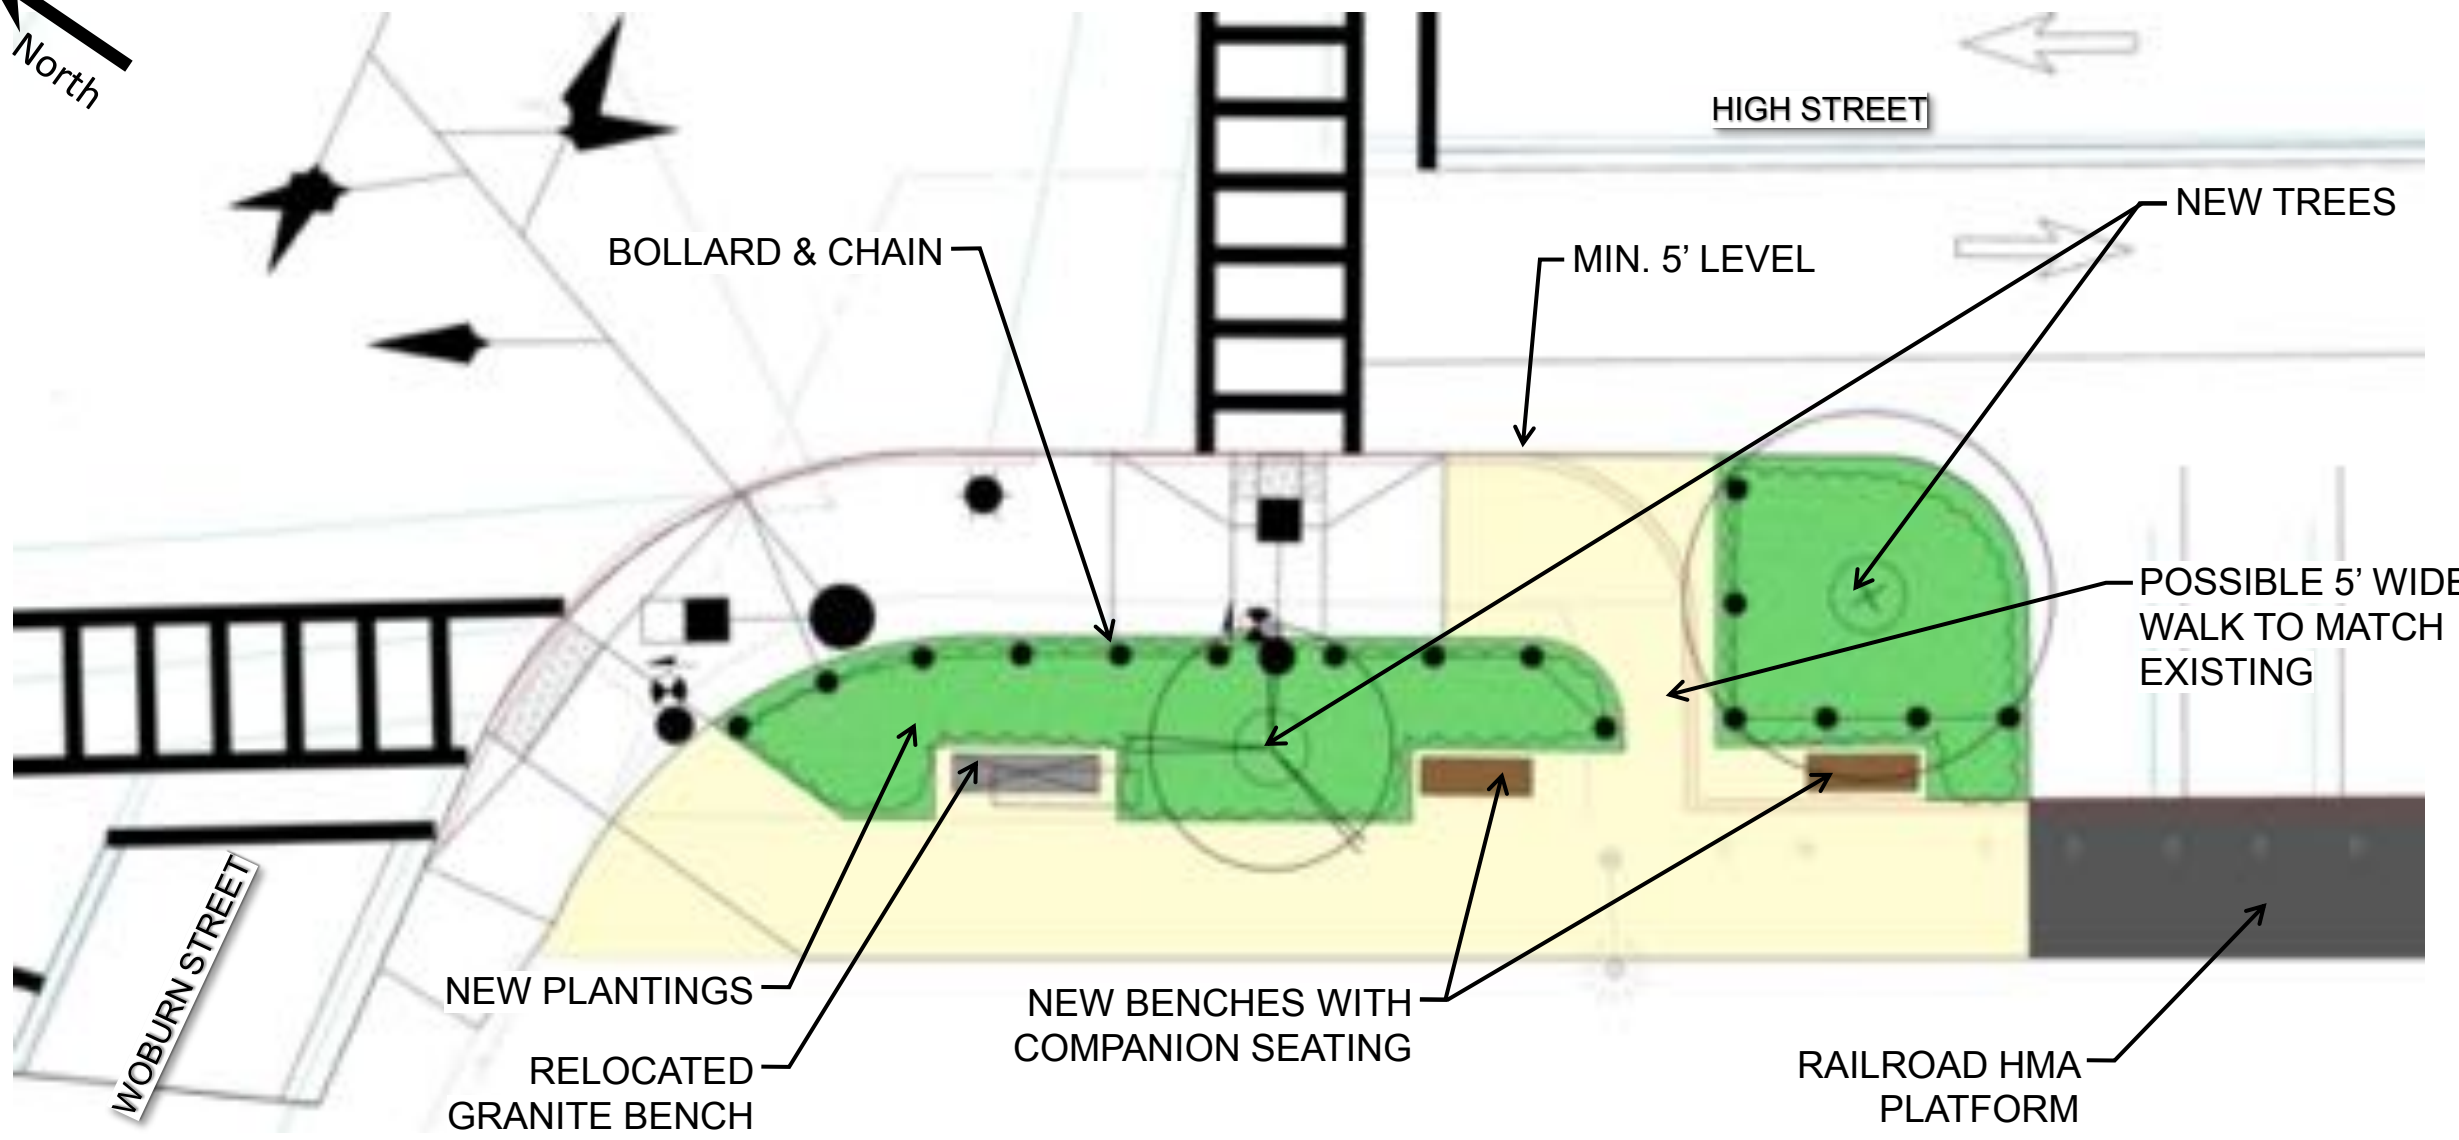 North
HIGH STREET
NEW TREES
BOLLARD & CHAIN
MIN. 5’ LEVEL
POSSIBLE 5’ WIDE
WALK TO MATCH
EXISTING
WOBURN STREET
NEW PLANTINGS
RELOCATED
GRANITE BENCH
NEW BENCHES WITH
COMPANION SEATING
RAILROAD HMA
PLATFORM